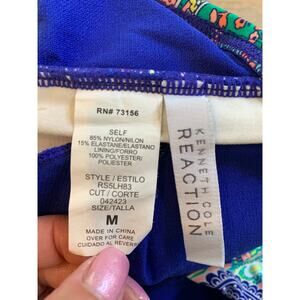 RN# 73156
SELF
85% NYLON/NILON
15% ELASTANE/ELASTANO
LINING/FORRO
100% POLYESTER/
POLIESTER
STYLE / ESTILO
RS5LH83
CUT / CORTE
042423
SIZE/TALLA
M
MADE IN CHINA
OVER FOR CARE
CUIDADO AL REVERSO
KENNETH COLE
REACTION